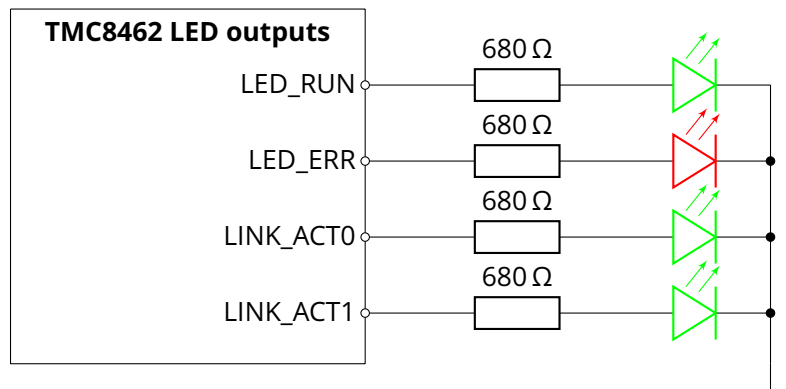 TMC8462 LED outputs
680 Ω
LED_RUN
680 Ω
LED_ERR
680 Ω
LINK_ACT0
680 Ω
LINK_ACT1